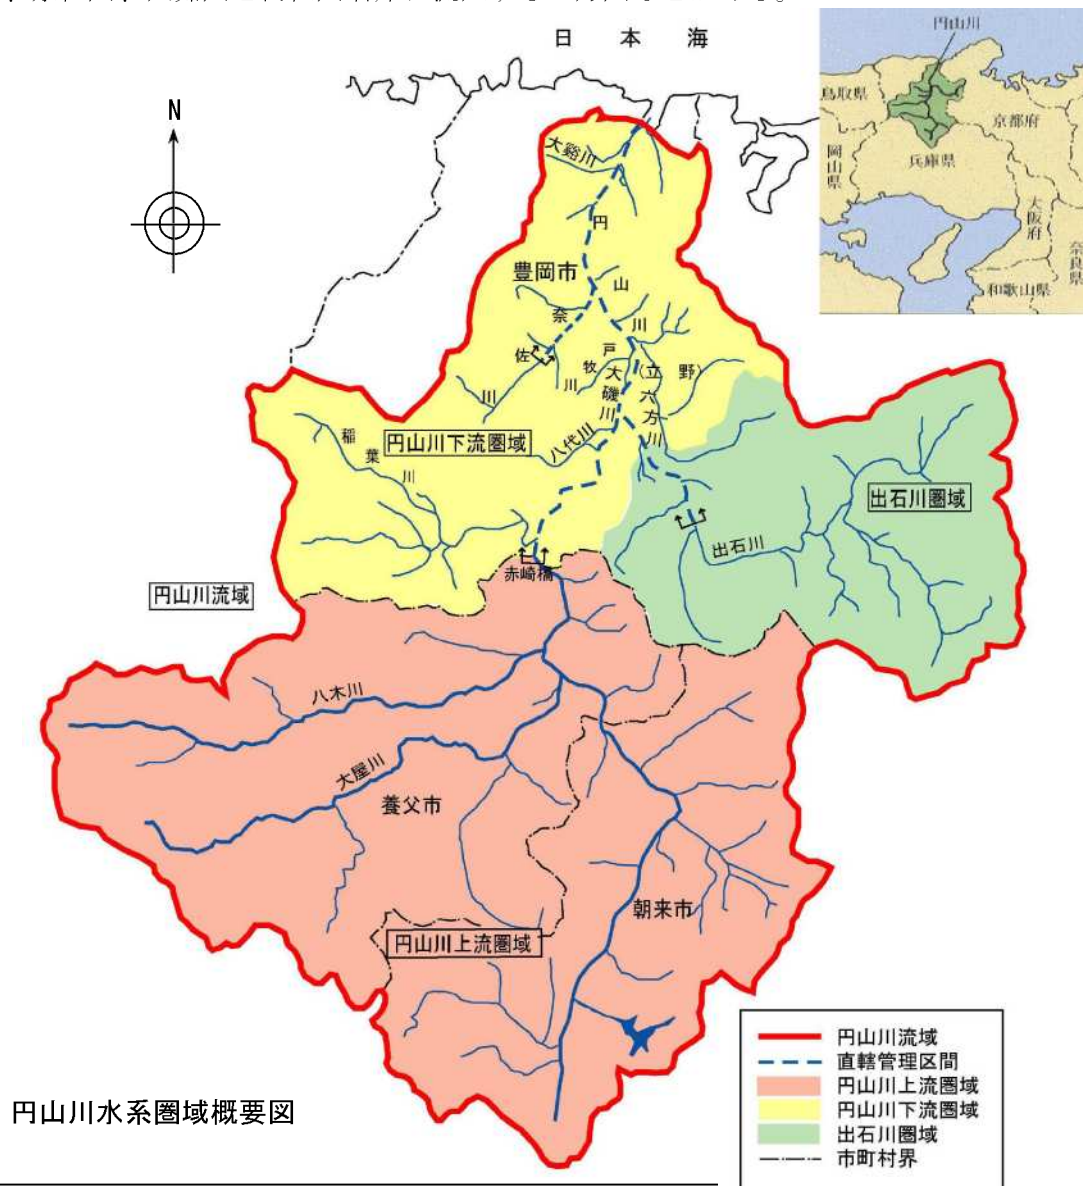 日 本 海
円山川
鳥取県
京都府
岡山県
兵庫県
大阪府
奈良県
和歌山県
N
大谿川
円山川
豊岡市
奈佐川
戸牧川
大磯川
(立野)
六方川
八代川
円山川下流圏域
稲葉川
出石川圏域
出石川
赤崎橋
円山川流域
八木川
大屋川
養父市
朝来市
円山川上流圏域
円山川流域
直轄管理区間
円山川上流圏域
円山川下流圏域
出石川圏域
市町村界
円山川水系圏域概要図